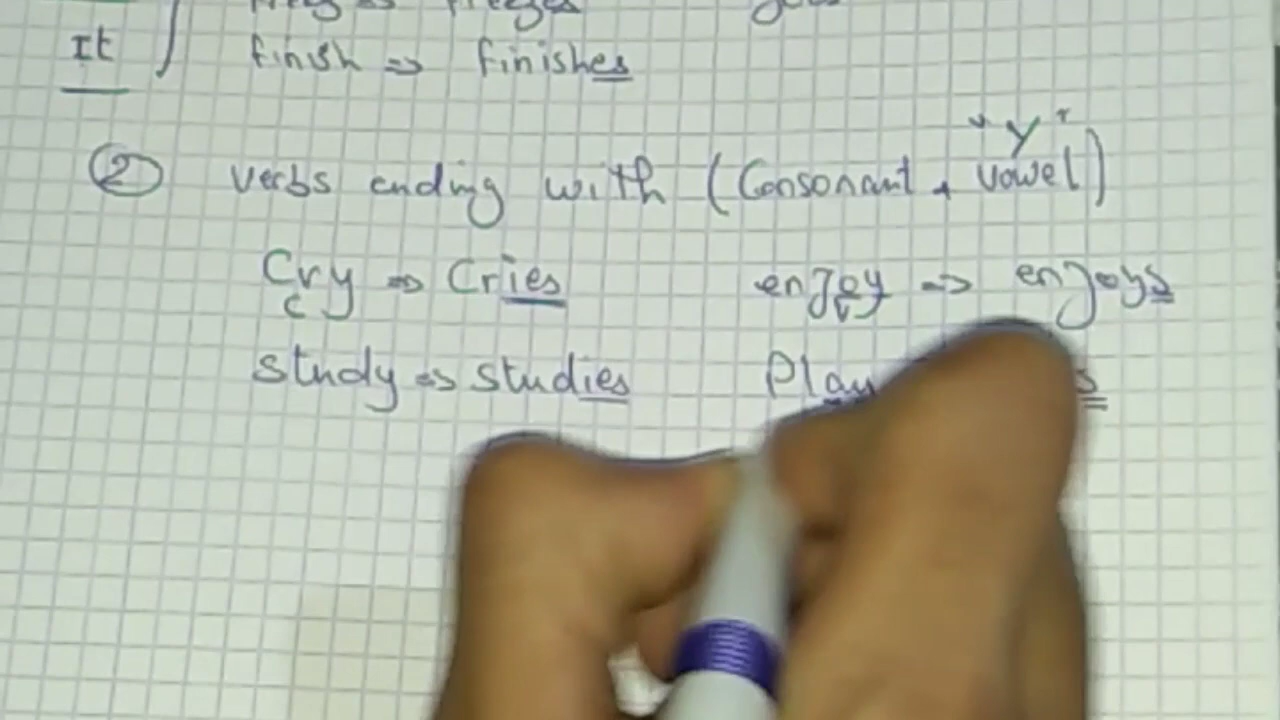 It finish => finishes
" y "
② verbs ending with (Consonant + vowel)
Cry => Cries enjoy => enjoys
c v
study => studies Play s